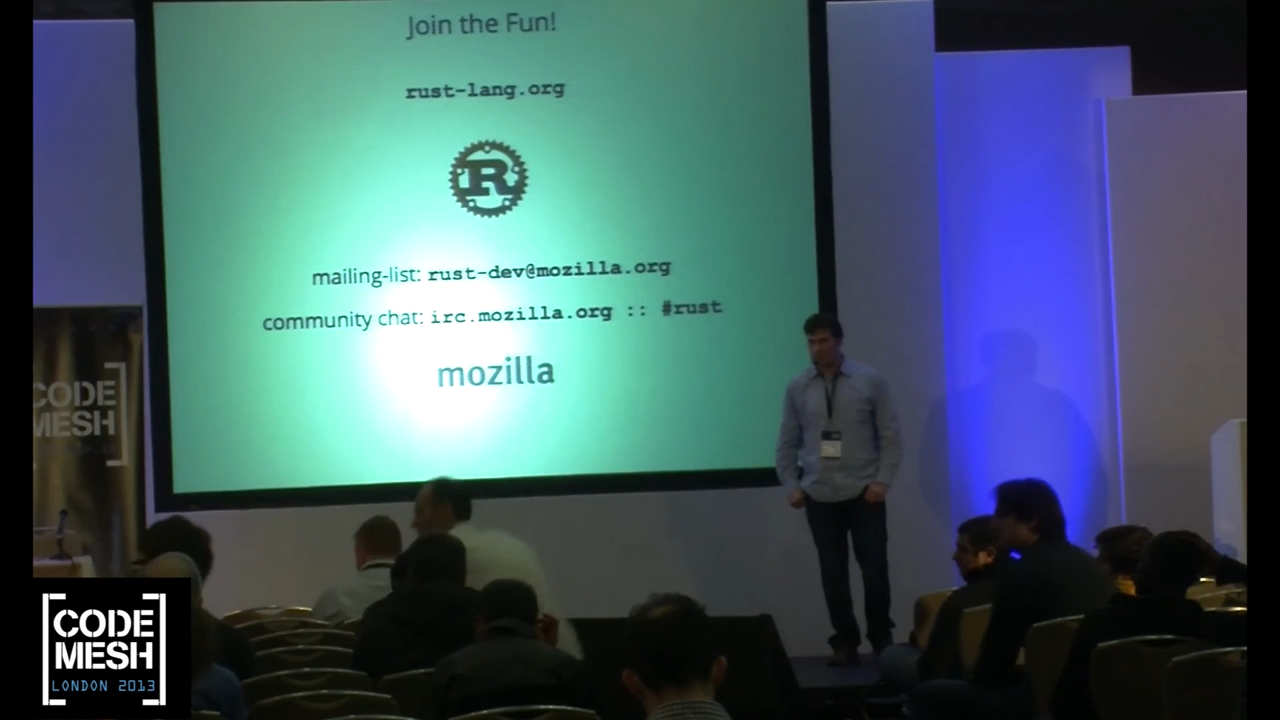 Join the Fun!
rust-lang.org
R
mailing-list: rust-dev@mozilla.org
community chat: irc.mozilla.org :: #rust
mozilla
CODE
MESH
CODE
MESH
LONDON 2013